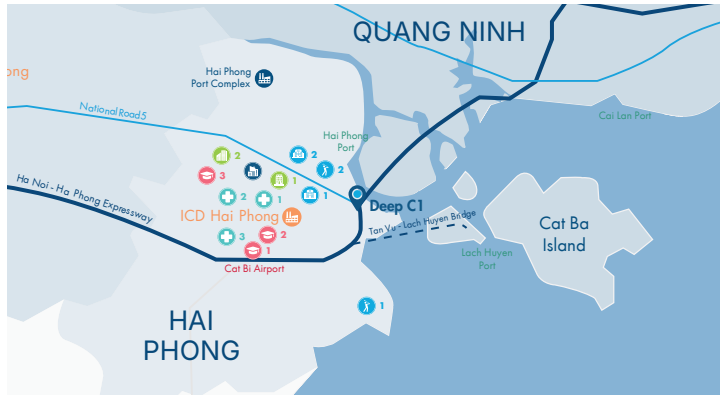 QUANG NINH
ong
Hai Phong
Port Complex
National Road 5
Hai Phong
Port
Cai Lan Port
2
2
3
2
1
2
1
1
Ha Noi - Ha Phong Expressway
Deep C1
ICD Hai Phong
Tan Vu - Lach Huyen Bridge
Cat Ba
Island
3
2
1
Lach Huyen
Port
Cat Bi Airport
1
HAI
PHONG